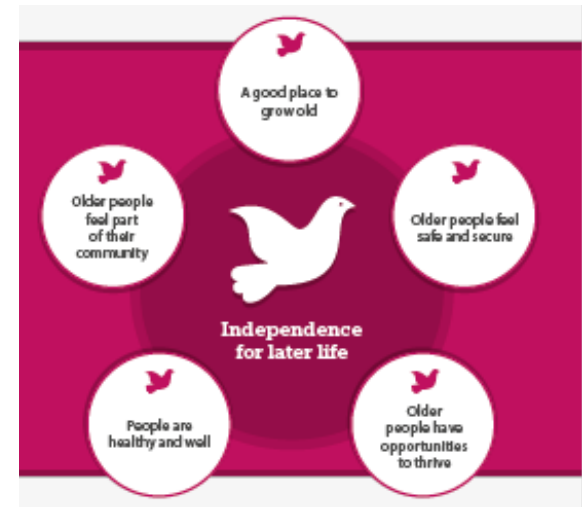 A good place to
grow old
Older people
feel part
of their
community
Older people feel
safe and secure
Independence
for later life
People are
healthy and well
Older
people have
opportunities
to thrive